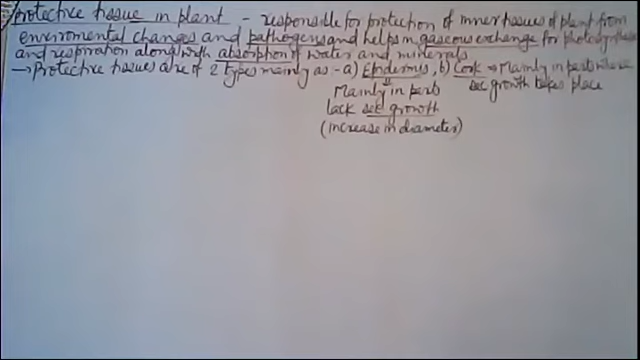 Protective tissue in plant - responsible for protection of inner tissues of plant from
enviromental changes and pathogens and helps in gaseous exchange for photosynthesis
and respiration along with absorption of water and minerals
→ Protective tissues are of 2 types mainly as :- a) Epidermis, b) Cork → Mainly in parts where
Mainly in parts sec growth takes place
lack sec growth
(increase in diameter)